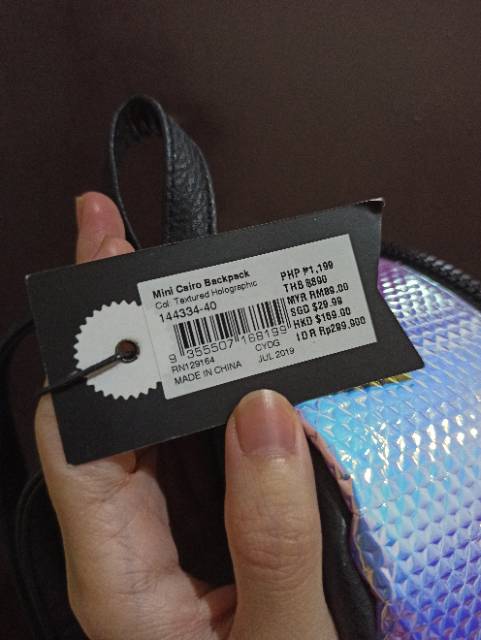 Mini Cairo Backpack
Col: Textured Holographic
144334-40
9 355507 168199
RN129164
CYDG
MADE IN CHINA
JUL 2019
PHP ₱1,199
THB ฿890
MYR RM89.00
SGD $29.99
HKD $169.00
IDR Rp299,900